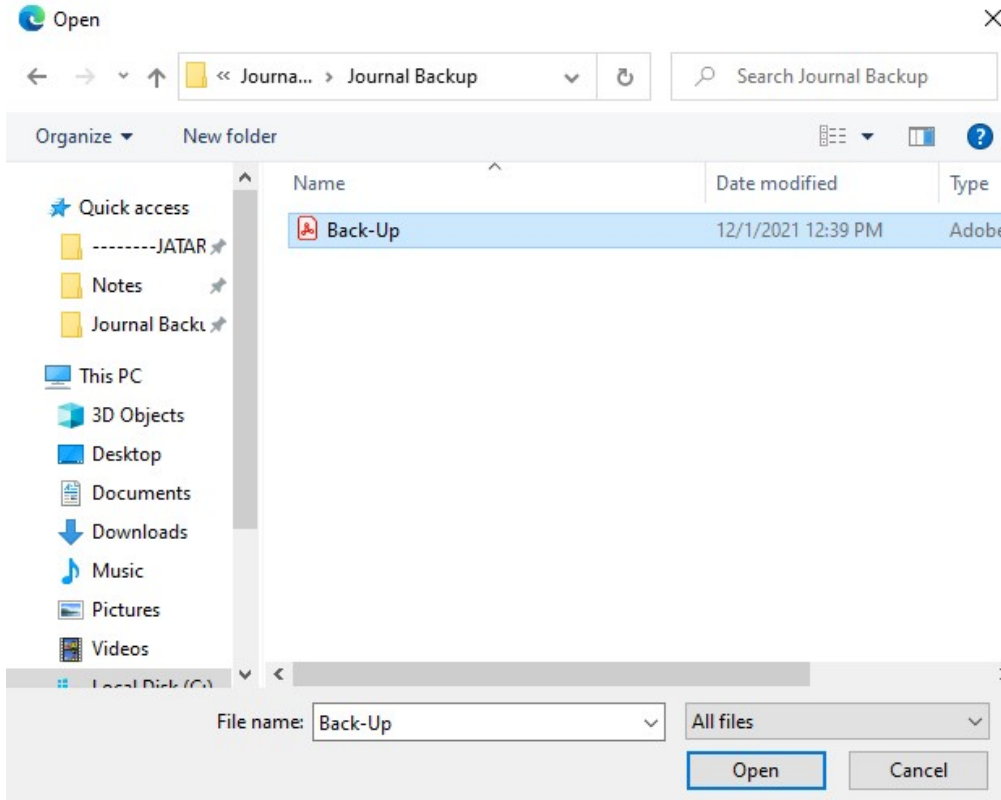 Open
« Journa... › Journal Backup
Search Journal Backup
Organize
New folder
Name
Date modified
Type
Quick access
--------JATAR
Notes
Journal Backu
This PC
3D Objects
Desktop
Documents
Downloads
Music
Pictures
Videos
Local Disk (C:)
Back-Up
12/1/2021 12:39 PM
Adobe
File name:
Back-Up
All files
Open
Cancel